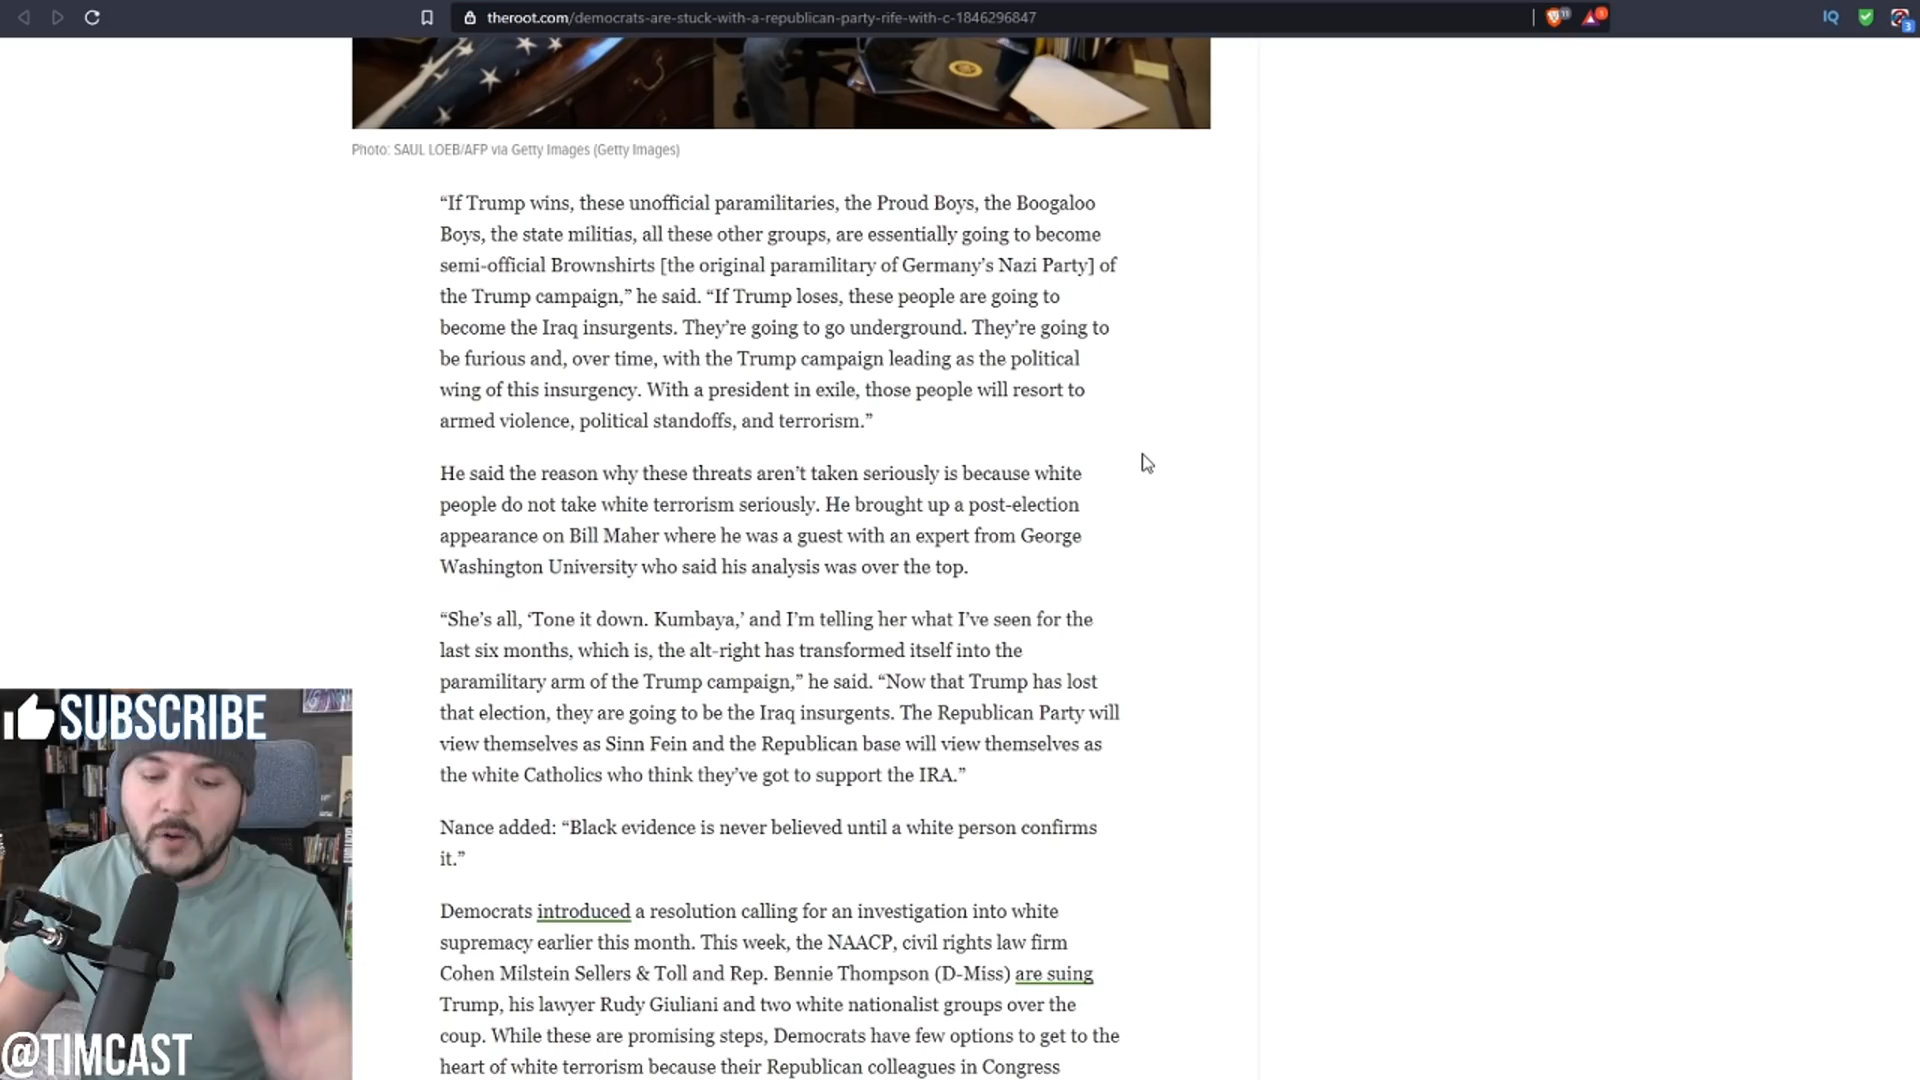 theroot.com/democrats-are-stuck-with-a-republican-party-rife-with-c-1846296847
IQ
3
Photo: SAUL LOEB/AFP via Getty Images (Getty Images)
“If Trump wins, these unofficial paramilitaries, the Proud Boys, the Boogaloo
Boys, the state militias, all these other groups, are essentially going to become
semi-official Brownshirts [the original paramilitary of Germany’s Nazi Party] of
the Trump campaign,” he said. “If Trump loses, these people are going to
become the Iraq insurgents. They’re going to go underground. They’re going to
be furious and, over time, with the Trump campaign leading as the political
wing of this insurgency. With a president in exile, those people will resort to
armed violence, political standoffs, and terrorism.”
He said the reason why these threats aren’t taken seriously is because white
people do not take white terrorism seriously. He brought up a post-election
appearance on Bill Maher where he was a guest with an expert from George
Washington University who said his analysis was over the top.
“She’s all, ‘Tone it down. Kumbaya,’ and I’m telling her what I’ve seen for the
last six months, which is, the alt-right has transformed itself into the
paramilitary arm of the Trump campaign,” he said. “Now that Trump has lost
that election, they are going to be the Iraq insurgents. The Republican Party will
view themselves as Sinn Fein and the Republican base will view themselves as
the white Catholics who think they’ve got to support the IRA.”
Nance added: “Black evidence is never believed until a white person confirms
it.”
Democrats introduced a resolution calling for an investigation into white
supremacy earlier this month. This week, the NAACP, civil rights law firm
Cohen Milstein Sellers & Toll and Rep. Bennie Thompson (D-Miss) are suing
Trump, his lawyer Rudy Giuliani and two white nationalist groups over the
coup. While these are promising steps, Democrats have few options to get to the
heart of white terrorism because their Republican colleagues in Congress
SUBSCRIBE
@TIMCAST